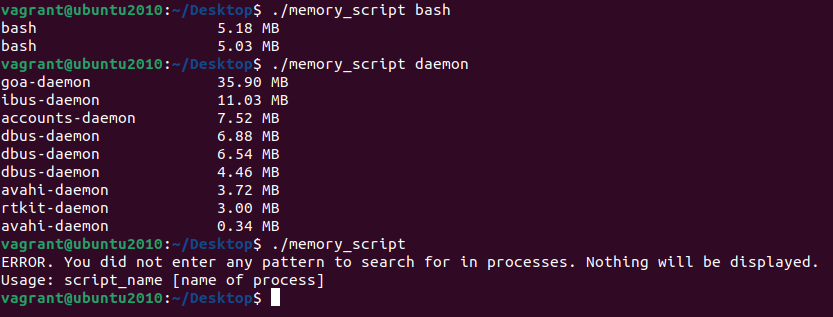 vagrant@ubuntu2010:~/Desktop$ ./memory_script bash
bash                    5.18 MB
bash                    5.03 MB
vagrant@ubuntu2010:~/Desktop$ ./memory_script daemon
goa-daemon              35.90 MB
ibus-daemon             11.03 MB
accounts-daemon         7.52 MB
dbus-daemon             6.88 MB
dbus-daemon             6.54 MB
dbus-daemon             4.46 MB
avahi-daemon            3.72 MB
rtkit-daemon            3.00 MB
avahi-daemon            0.34 MB
vagrant@ubuntu2010:~/Desktop$ ./memory_script
ERROR. You did not enter any pattern to search for in processes. Nothing will be displayed.
Usage: script_name [name of process]
vagrant@ubuntu2010:~/Desktop$